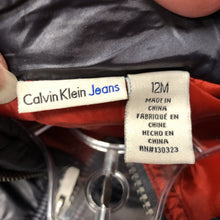 Calvin Klein Jeans
12M
MADE IN
CHINA
FABRIQUÉ EN
CHINE
HECHO EN
CHINA
RN#130323